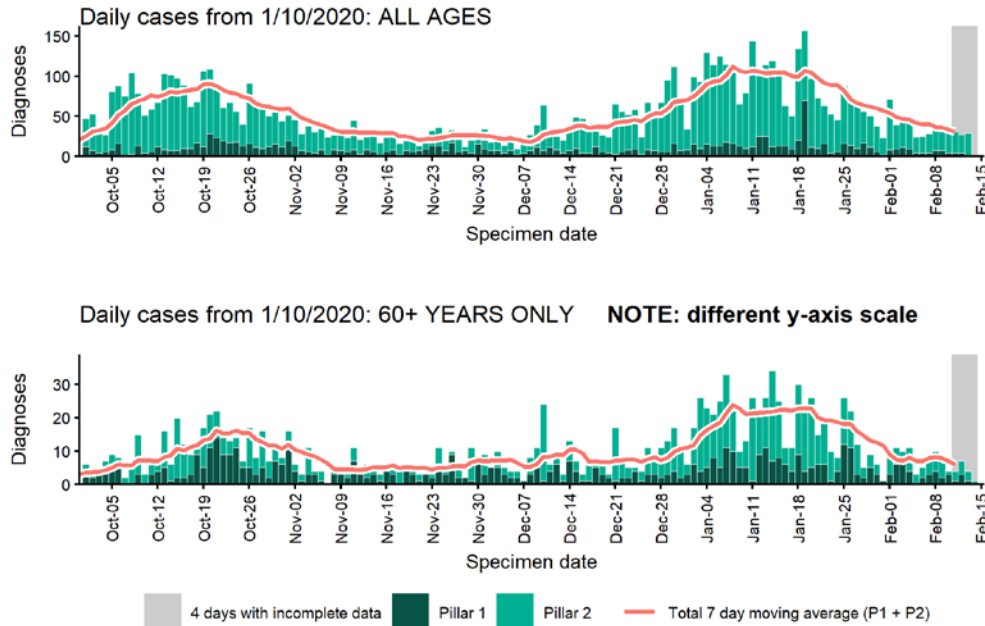 Daily cases from 1/10/2020: ALL AGES
150
100
50
0
Diagnoses
Oct-05
Oct-12
Oct-19
Oct-26
Nov-02
Nov-09
Nov-16
Nov-23
Nov-30
Dec-07
Dec-14
Dec-21
Dec-28
Jan-04
Jan-11
Jan-18
Jan-25
Feb-01
Feb-08
Feb-15
Specimen date
Daily cases from 1/10/2020: 60+ YEARS ONLY NOTE: different y-axis scale
30
20
10
0
Diagnoses
Oct-05
Oct-12
Oct-19
Oct-26
Nov-02
Nov-09
Nov-16
Nov-23
Nov-30
Dec-07
Dec-14
Dec-21
Dec-28
Jan-04
Jan-11
Jan-18
Jan-25
Feb-01
Feb-08
Feb-15
Specimen date
4 days with incomplete data Pillar 1 Pillar 2 Total 7 day moving average (P1 + P2)